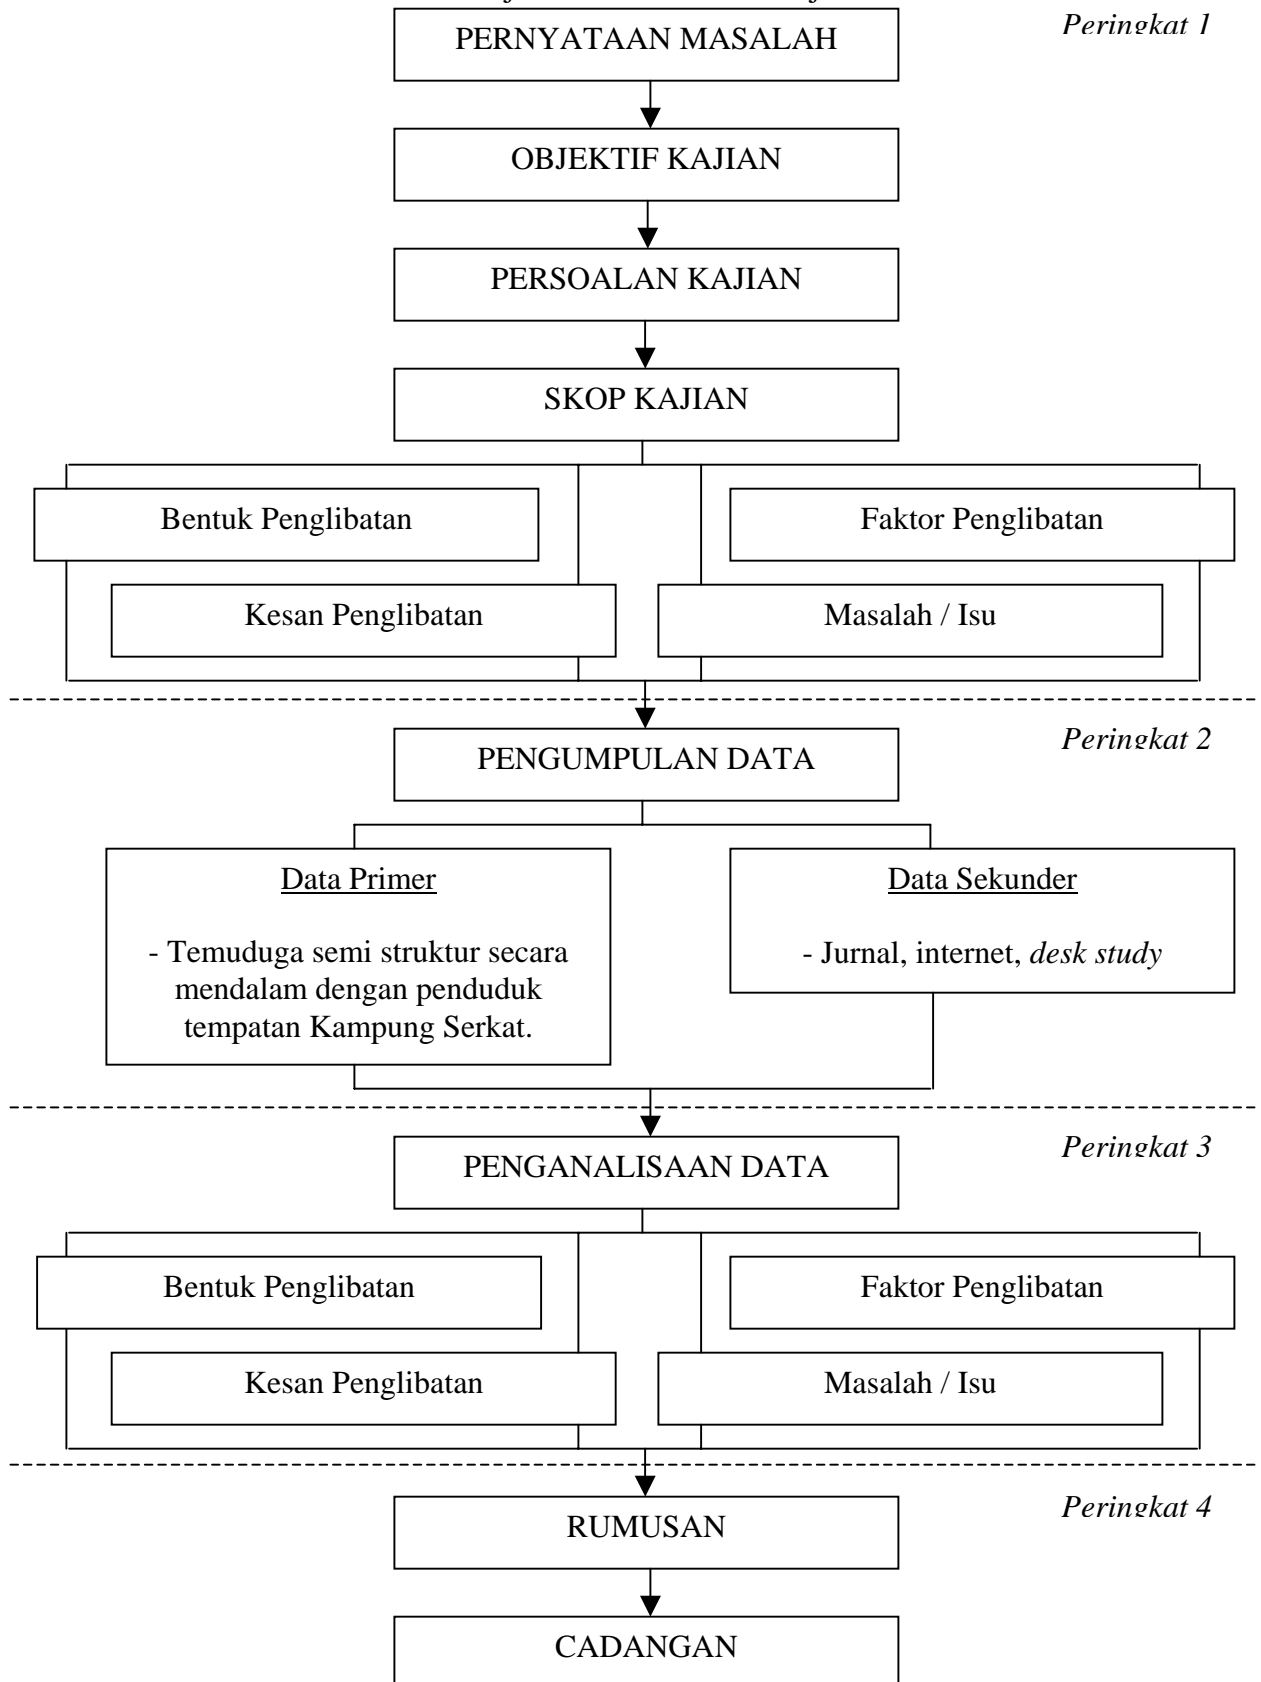 PERNYATAAN MASALAH
Peringkat 1
OBJEKTIF KAJIAN
PERSOALAN KAJIAN
SKOP KAJIAN
Bentuk Penglibatan
Faktor Penglibatan
Kesan Penglibatan
Masalah / Isu
PENGUMPULAN DATA
Peringkat 2
Data Primer
- Temuduga semi struktur secara
mendalam dengan penduduk
tempatan Kampung Serkat.
Data Sekunder
- Jurnal, internet, desk study
PENGANALISAAN DATA
Peringkat 3
Bentuk Penglibatan
Faktor Penglibatan
Kesan Penglibatan
Masalah / Isu
RUMUSAN
Peringkat 4
CADANGAN